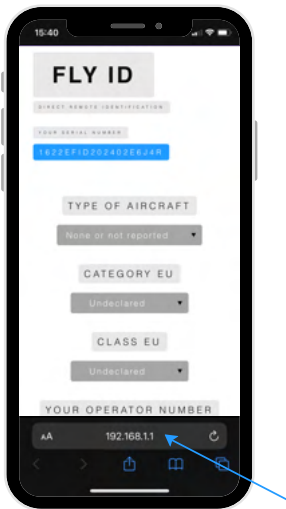 15:40
FLY ID
DIRECT REMOTE IDENTIFICATION
YOUR SERIAL NUMBER
1822EFID202402E6J4R
TYPE OF AIRCRAFT
None or not reported
CATEGORY EU
Undeclared
CLASS EU
Undeclared
YOUR OPERATOR NUMBER
AA
192.168.1.1